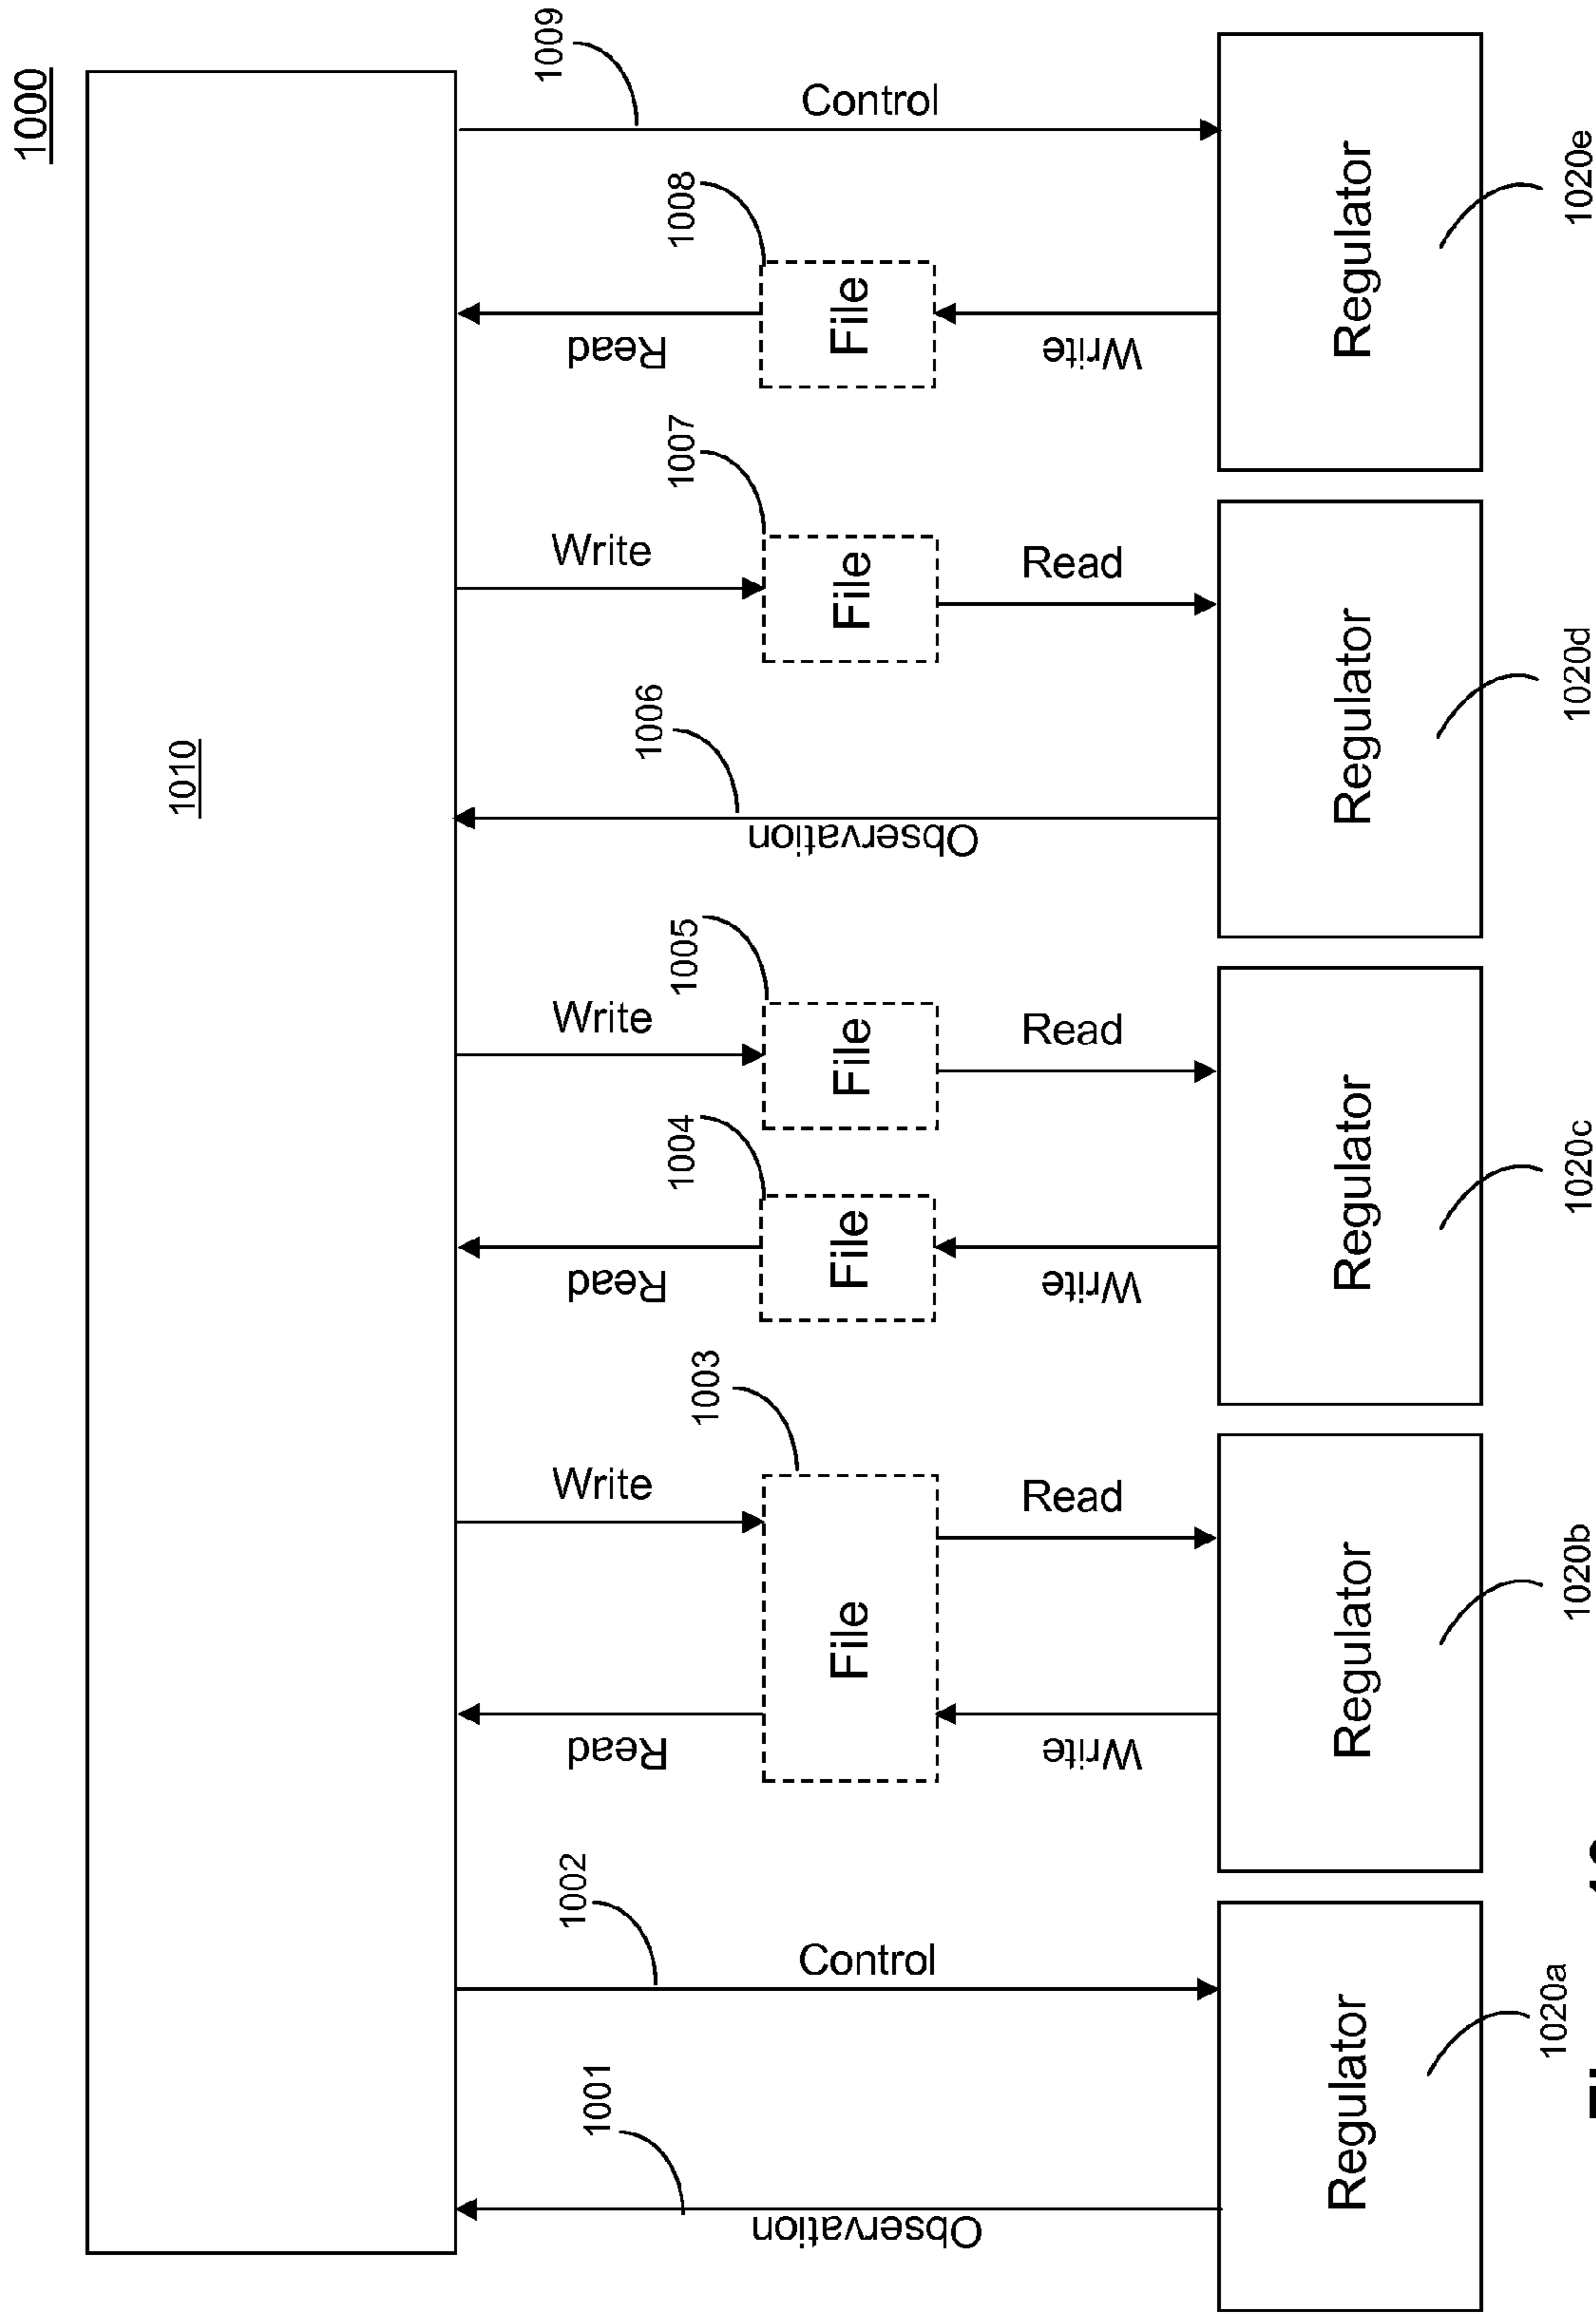 1000
1010
1009
Control
1008
Read
File
Write
Regulator
1020e
1007
Write
File
Read
1006
Observation
Regulator
1020d
1005
Write
File
Read
1004
Read
File
Write
Regulator
1020c
1003
Write
Read
File
Read
Write
Regulator
1020b
1002
Control
1001
Observation
Regulator
1020a